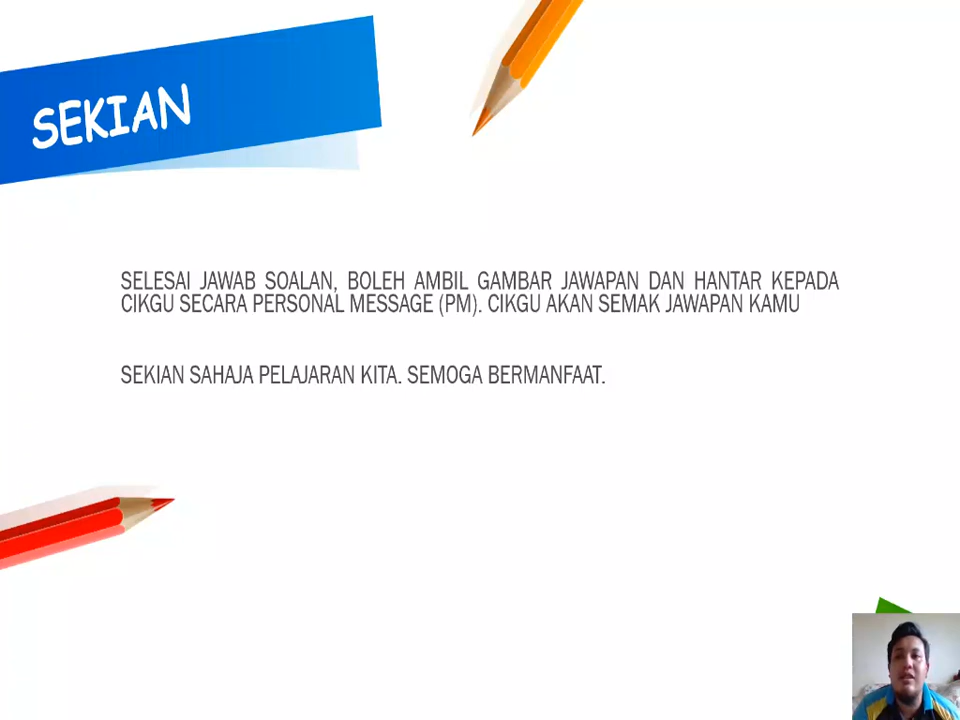 SEKIAN
SELESAI JAWAB SOALAN, BOLEH AMBIL GAMBAR JAWAPAN DAN HANTAR KEPADA
CIKGU SECARA PERSONAL MESSAGE (PM). CIKGU AKAN SEMAK JAWAPAN KAMU
SEKIAN SAHAJA PELAJARAN KITA. SEMOGA BERMANFAAT.